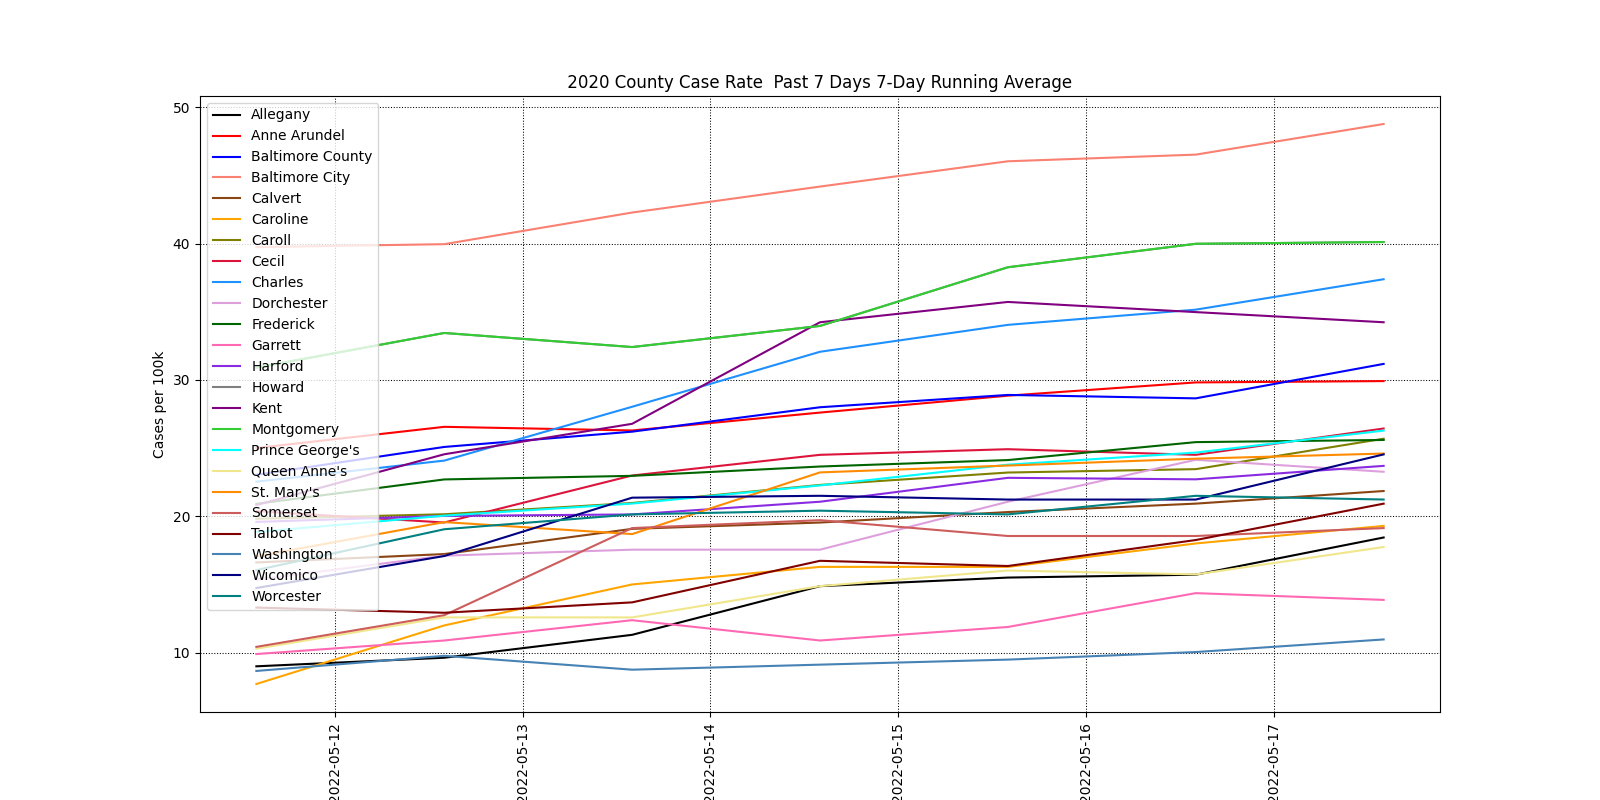 2020 County Case Rate  Past 7 Days 7-Day Running Average
Cases per 100k
50
40
30
20
10
Allegany
Anne Arundel
Baltimore County
Baltimore City
Calvert
Caroline
Caroll
Cecil
Charles
Dorchester
Frederick
Garrett
Harford
Howard
Kent
Montgomery
Prince George's
Queen Anne's
St. Mary's
Somerset
Talbot
Washington
Wicomico
Worcester
2022-05-12
2022-05-13
2022-05-14
2022-05-15
2022-05-16
2022-05-17